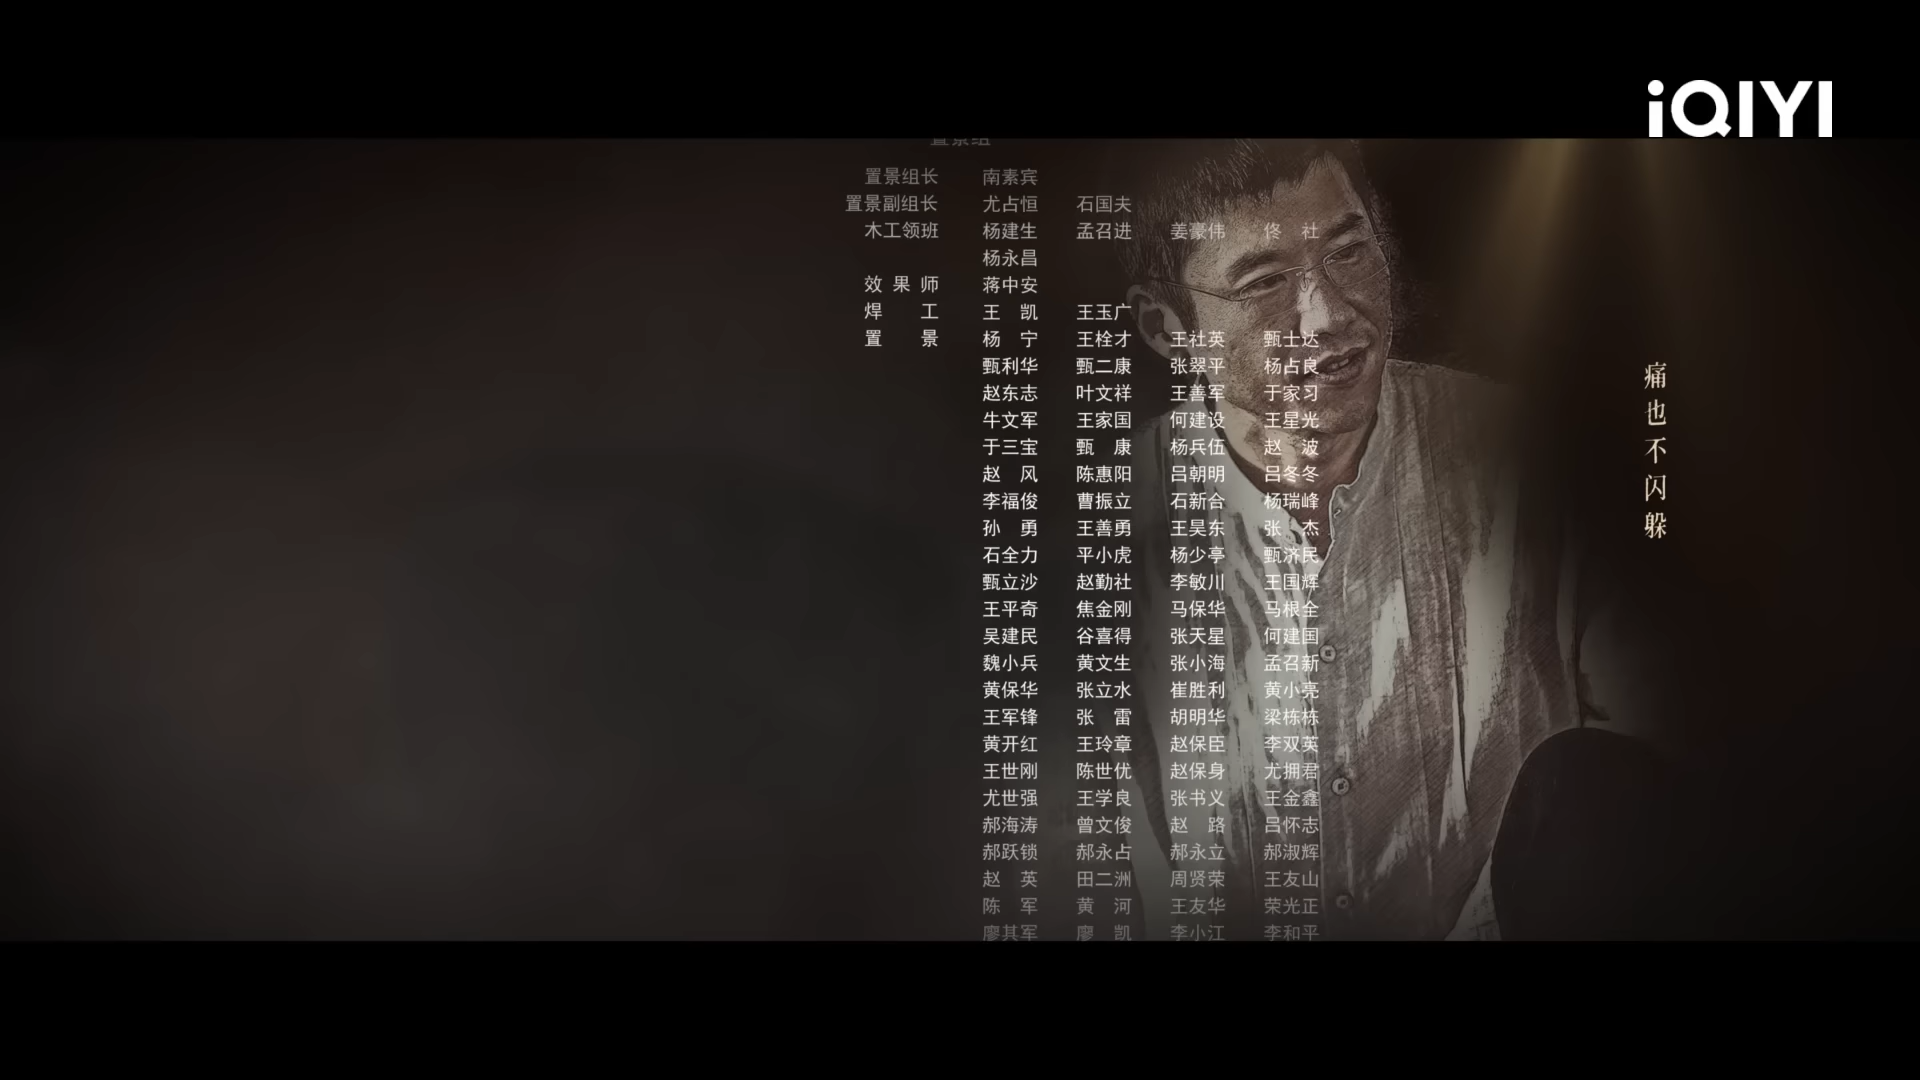 iQIYI
置景组
置景组长 南素宾
置景副组长 尤占恒 石国夫
木工领班 杨建生 孟召进 姜豪伟 佟 社
杨永昌
效果师 蒋中安
焊 工 王 凯 王玉广
置 景 杨 宁 王栓才 王社英 甄士达
甄利华 甄二康 张翠平 杨占良
赵东志 叶文祥 王善军 于家习
牛文军 王家国 何建设 王星光
于三宝 甄 康 杨兵伍 赵 波
赵 风 陈惠阳 吕朝明 吕冬冬
李福俊 曹振立 石新合 杨瑞峰
孙 勇 王善勇 王昊东 张 杰
石全力 平小虎 杨少亭 甄济民
甄立沙 赵勤社 李敏川 王国辉
王平奇 焦金刚 马保华 马根全
吴建民 谷喜得 张天星 何建国
魏小兵 黄文生 张小海 孟召新
黄保华 张立水 崔胜利 黄小亮
王军锋 张 雷 胡明华 梁栋栋
黄开红 王玲章 赵保臣 李双英
王世刚 陈世优 赵保身 尤拥君
尤世强 王学良 张书义 王金鑫
郝海涛 曾文俊 赵 路 吕怀志
郝跃锁 郝永占 郝永立 郝淑辉
赵 英 田二洲 周贤荣 王友山
陈 军 黄 河 王友华 荣光正
廖其军 廖 凯 李小江 李和平
痛也不闪躲